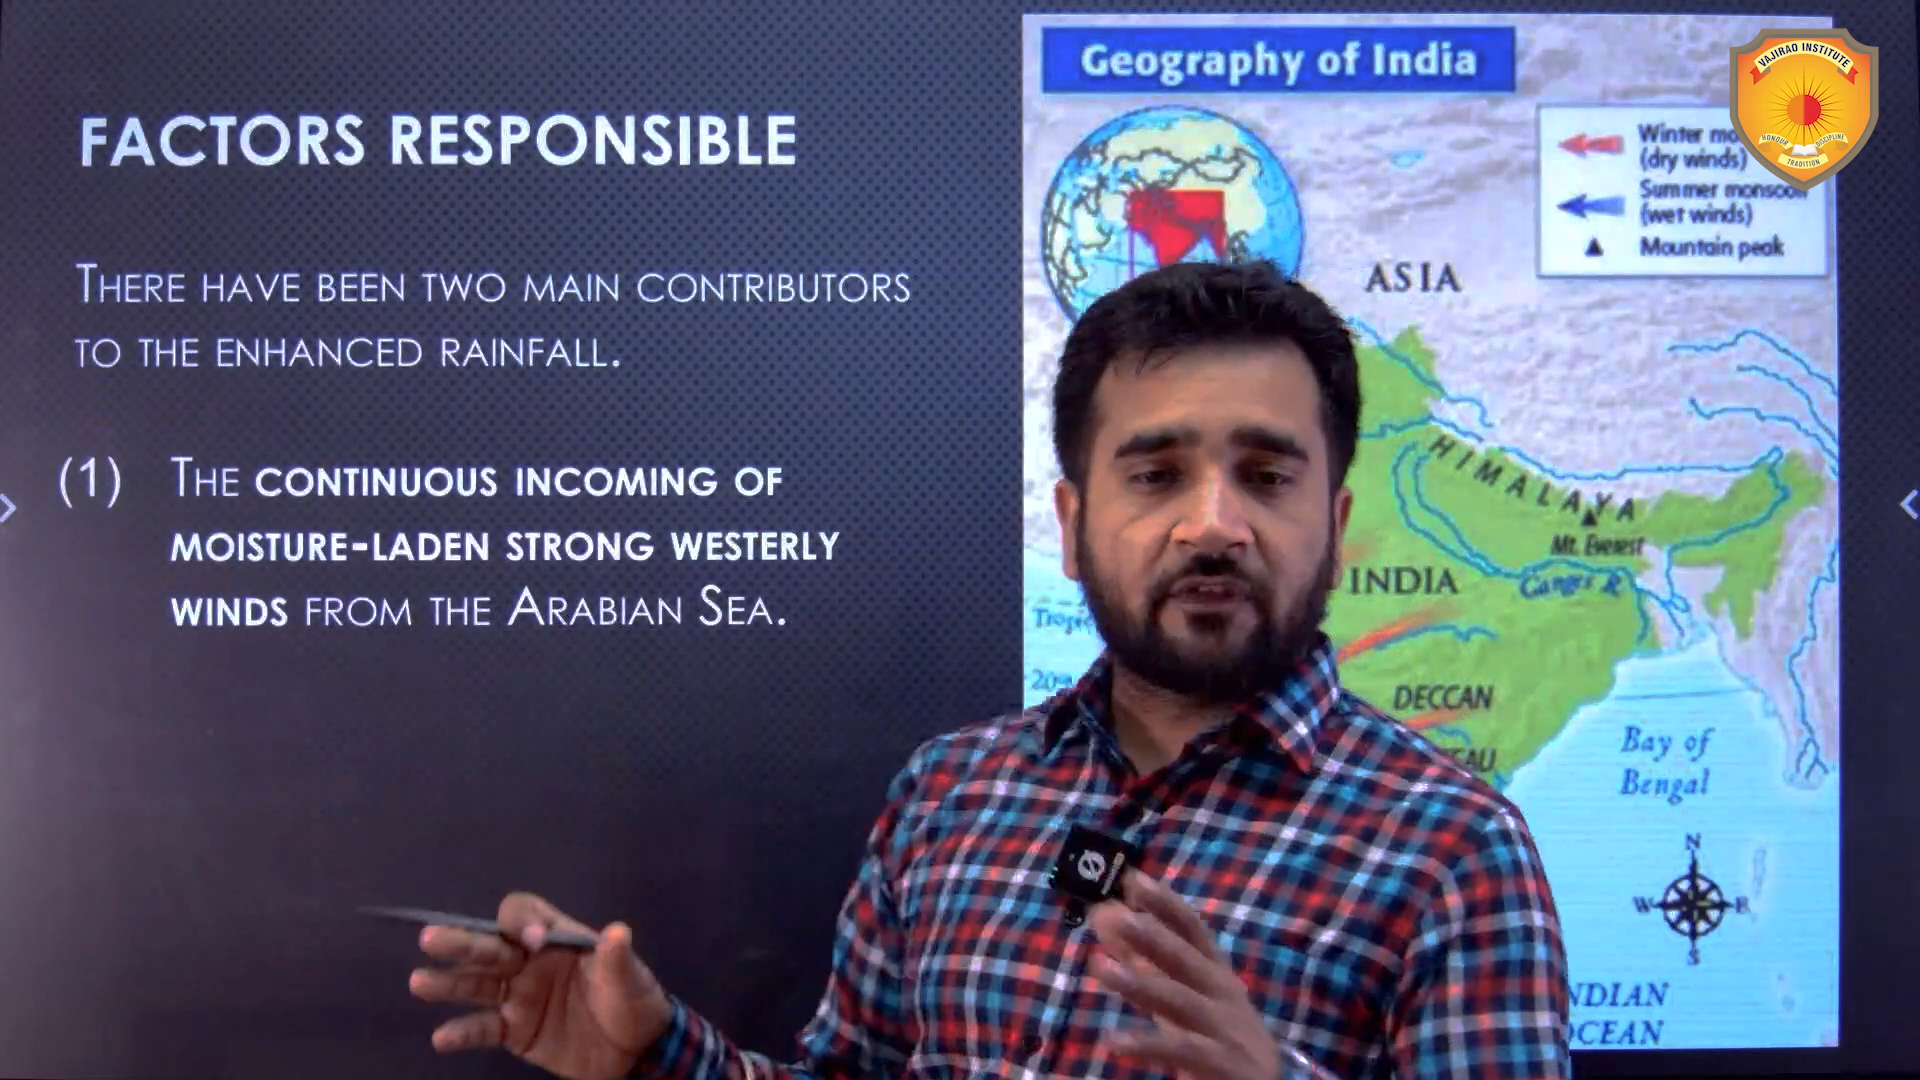 FACTORS RESPONSIBLE
THERE HAVE BEEN TWO MAIN CONTRIBUTORS
TO THE ENHANCED RAINFALL.
(1) THE CONTINUOUS INCOMING OF
MOISTURE-LADEN STRONG WESTERLY
WINDS FROM THE ARABIAN SEA.
Geography of India
VAJIRAO INSTITUTE
HONOUR DISCIPLINE
TRADITION
Winter
(dry winds)
Summer monsoon
(wet winds)
Mountain peak
ASIA
HIMALAYA
Mt. Everest
INDIA
Ganges R.
DECCAN
Bay of
Bengal
N
W E
S